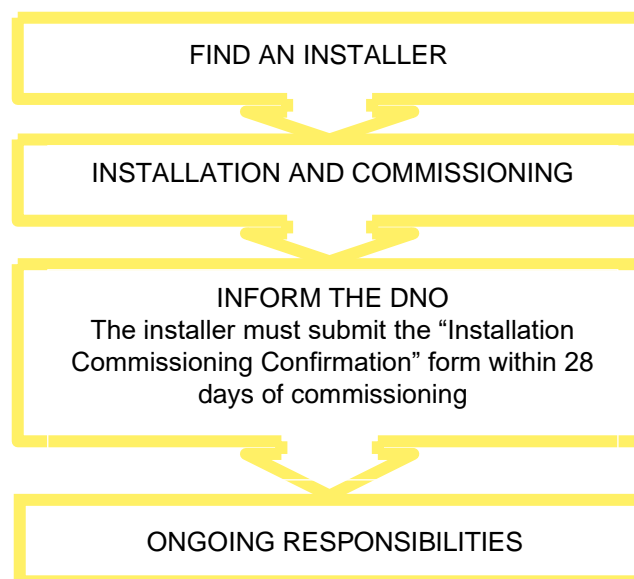 FIND AN INSTALLER
INSTALLATION AND COMMISSIONING
INFORM THE DNO
The installer must submit the “Installation
Commissioning Confirmation” form within 28
days of commissioning
ONGOING RESPONSIBILITIES